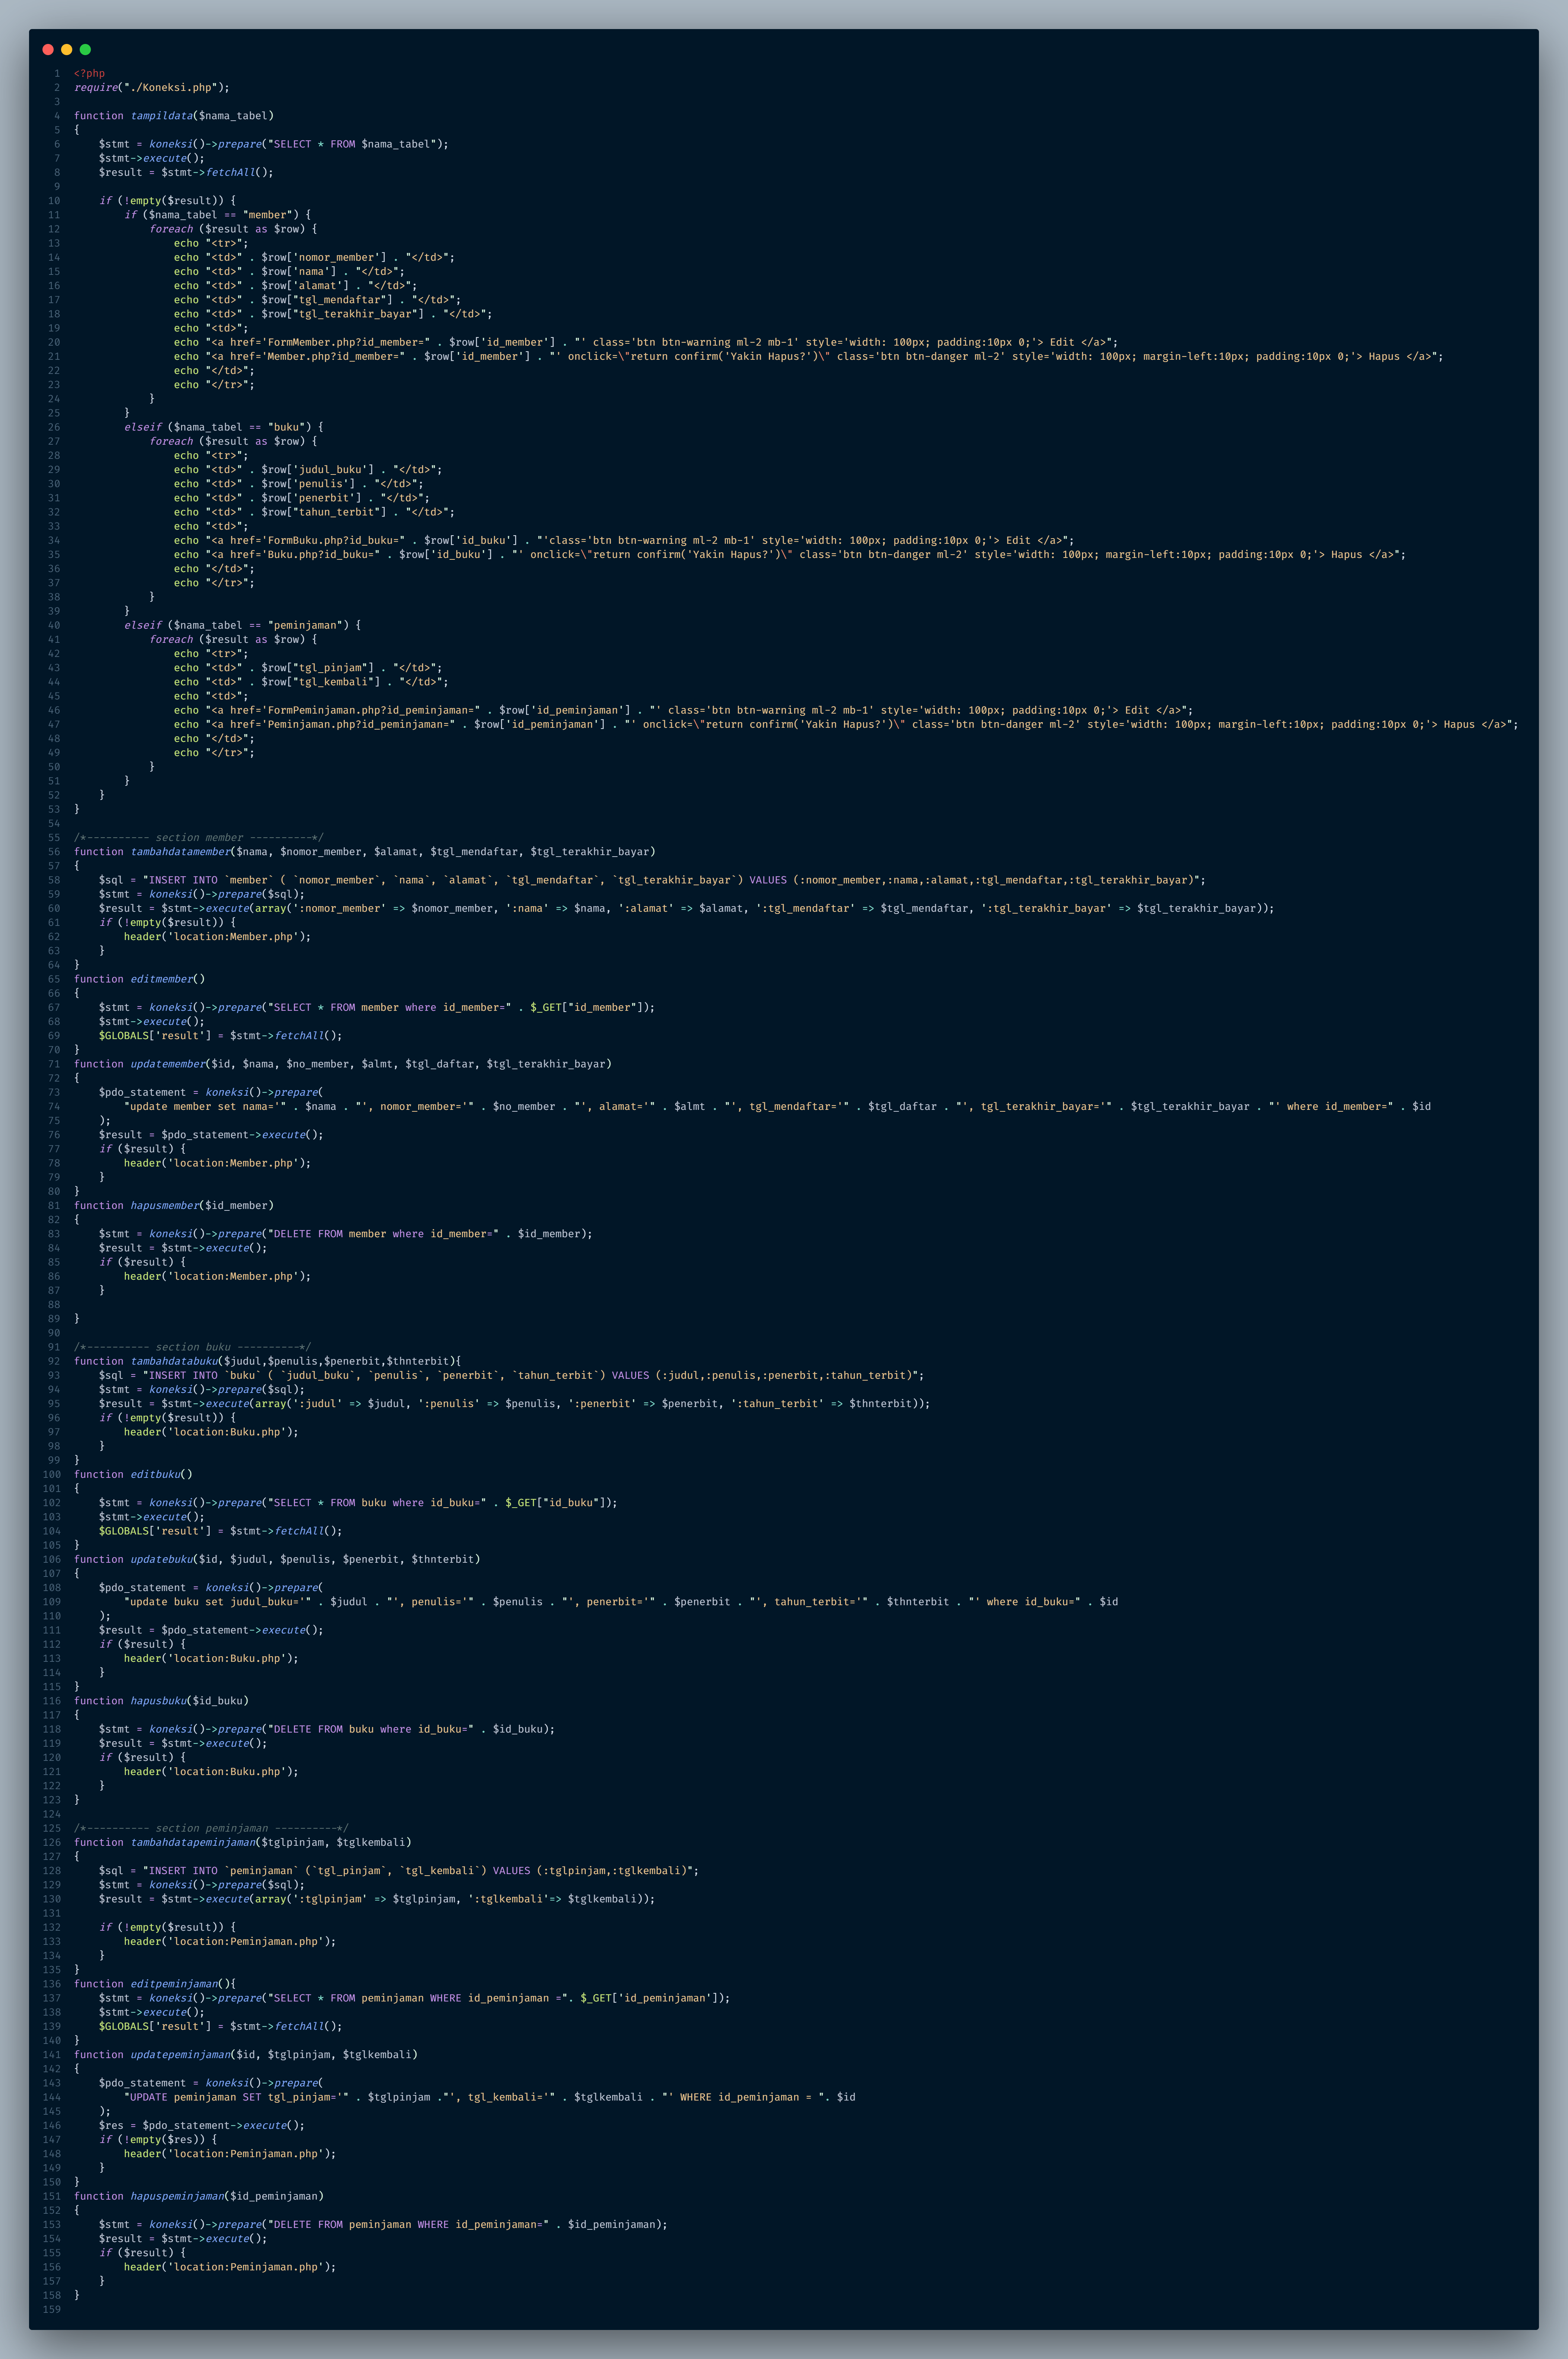 1 <?php
2 require("./Koneksi.php");
3
4 function tampildata($nama_tabel)
5 {
6     $stmt = koneksi()->prepare("SELECT * FROM $nama_tabel");
7     $stmt->execute();
8     $result = $stmt->fetchAll();
9
10     if (!empty($result)) {
11         if ($nama_tabel == "member") {
12             foreach ($result as $row) {
13                 echo "<tr>";
14                 echo "<td>" . $row['nomor_member'] . "</td>";
15                 echo "<td>" . $row['nama'] . "</td>";
16                 echo "<td>" . $row['alamat'] . "</td>";
17                 echo "<td>" . $row["tgl_mendaftar"] . "</td>";
18                 echo "<td>" . $row["tgl_terakhir_bayar"] . "</td>";
19                 echo "<td>";
20                 echo "<a href='FormMember.php?id_member=" . $row['id_member'] . "' class='btn btn-warning ml-2 mb-1' style='width: 100px; padding:10px 0;'> Edit </a>";
21                 echo "<a href='Member.php?id_member=" . $row['id_member'] . "' onclick=\"return confirm('Yakin Hapus?')\" class='btn btn-danger ml-2' style='width: 100px; margin-left:10px; padding:10px 0;'> Hapus </a>";
22                 echo "</td>";
23                 echo "</tr>";
24             }
25         }
26         elseif ($nama_tabel == "buku") {
27             foreach ($result as $row) {
28                 echo "<tr>";
29                 echo "<td>" . $row['judul_buku'] . "</td>";
30                 echo "<td>" . $row['penulis'] . "</td>";
31                 echo "<td>" . $row['penerbit'] . "</td>";
32                 echo "<td>" . $row["tahun_terbit"] . "</td>";
33                 echo "<td>";
34                 echo "<a href='FormBuku.php?id_buku=" . $row['id_buku'] . "'class='btn btn-warning ml-2 mb-1' style='width: 100px; padding:10px 0;'> Edit </a>";
35                 echo "<a href='Buku.php?id_buku=" . $row['id_buku'] . "' onclick=\"return confirm('Yakin Hapus?')\" class='btn btn-danger ml-2' style='width: 100px; margin-left:10px; padding:10px 0;'> Hapus </a>";
36                 echo "</td>";
37                 echo "</tr>";
38             }
39         }
40         elseif ($nama_tabel == "peminjaman") {
41             foreach ($result as $row) {
42                 echo "<tr>";
43                 echo "<td>" . $row["tgl_pinjam"] . "</td>";
44                 echo "<td>" . $row["tgl_kembali"] . "</td>";
45                 echo "<td>";
46                 echo "<a href='FormPeminjaman.php?id_peminjaman=" . $row['id_peminjaman'] . "' class='btn btn-warning ml-2 mb-1' style='width: 100px; padding:10px 0;'> Edit </a>";
47                 echo "<a href='Peminjaman.php?id_peminjaman=" . $row['id_peminjaman'] . "' onclick=\"return confirm('Yakin Hapus?')\" class='btn btn-danger ml-2' style='width: 100px; margin-left:10px; padding:10px 0;'> Hapus </a>";
48                 echo "</td>";
49                 echo "</tr>";
50             }
51         }
52     }
53 }
54
55 /*---------- section member ----------*/
56 function tambahdatamember($nama, $nomor_member, $alamat, $tgl_mendaftar, $tgl_terakhir_bayar)
57 {
58     $sql = "INSERT INTO `member` ( `nomor_member`, `nama`, `alamat`, `tgl_mendaftar`, `tgl_terakhir_bayar`) VALUES (:nomor_member,:nama,:alamat,:tgl_mendaftar,:tgl_terakhir_bayar)";
59     $stmt = koneksi()->prepare($sql);
60     $result = $stmt->execute(array(':nomor_member' => $nomor_member, ':nama' => $nama, ':alamat' => $alamat, ':tgl_mendaftar' => $tgl_mendaftar, ':tgl_terakhir_bayar' => $tgl_terakhir_bayar));
61     if (!empty($result)) {
62         header('location:Member.php');
63     }
64 }
65 function editmember()
66 {
67     $stmt = koneksi()->prepare("SELECT * FROM member where id_member=" . $_GET["id_member"]);
68     $stmt->execute();
69     $GLOBALS['result'] = $stmt->fetchAll();
70 }
71 function updatemember($id, $nama, $no_member, $almt, $tgl_daftar, $tgl_terakhir_bayar)
72 {
73     $pdo_statement = koneksi()->prepare(
74         "update member set nama='" . $nama . "', nomor_member='" . $no_member . "', alamat='" . $almt . "', tgl_mendaftar='" . $tgl_daftar . "', tgl_terakhir_bayar='" . $tgl_terakhir_bayar . "' where id_member=" . $id
75     );
76     $result = $pdo_statement->execute();
77     if ($result) {
78         header('location:Member.php');
79     }
80 }
81 function hapusmember($id_member)
82 {
83     $stmt = koneksi()->prepare("DELETE FROM member where id_member=" . $id_member);
84     $result = $stmt->execute();
85     if ($result) {
86         header('location:Member.php');
87     }
88
89 }
90
91 /*---------- section buku ----------*/
92 function tambahdatabuku($judul,$penulis,$penerbit,$thnterbit){
93     $sql = "INSERT INTO `buku` ( `judul_buku`, `penulis`, `penerbit`, `tahun_terbit`) VALUES (:judul,:penulis,:penerbit,:tahun_terbit)";
94     $stmt = koneksi()->prepare($sql);
95     $result = $stmt->execute(array(':judul' => $judul, ':penulis' => $penulis, ':penerbit' => $penerbit, ':tahun_terbit' => $thnterbit));
96     if (!empty($result)) {
97         header('location:Buku.php');
98     }
99 }
100 function editbuku()
101 {
102     $stmt = koneksi()->prepare("SELECT * FROM buku where id_buku=" . $_GET["id_buku"]);
103     $stmt->execute();
104     $GLOBALS['result'] = $stmt->fetchAll();
105 }
106 function updatebuku($id, $judul, $penulis, $penerbit, $thnterbit)
107 {
108     $pdo_statement = koneksi()->prepare(
109         "update buku set judul_buku='" . $judul . "', penulis='" . $penulis . "', penerbit='" . $penerbit . "', tahun_terbit='" . $thnterbit . "' where id_buku=" . $id
110     );
111     $result = $pdo_statement->execute();
112     if ($result) {
113         header('location:Buku.php');
114     }
115 }
116 function hapusbuku($id_buku)
117 {
118     $stmt = koneksi()->prepare("DELETE FROM buku where id_buku=" . $id_buku);
119     $result = $stmt->execute();
120     if ($result) {
121         header('location:Buku.php');
122     }
123 }
124
125 /*---------- section peminjaman ----------*/
126 function tambahdatapeminjaman($tglpinjam, $tglkembali)
127 {
128     $sql = "INSERT INTO `peminjaman` (`tgl_pinjam`, `tgl_kembali`) VALUES (:tglpinjam,:tglkembali)";
129     $stmt = koneksi()->prepare($sql);
130     $result = $stmt->execute(array(':tglpinjam' => $tglpinjam, ':tglkembali'=> $tglkembali));
131
132     if (!empty($result)) {
133         header('location:Peminjaman.php');
134     }
135 }
136 function editpeminjaman(){
137     $stmt = koneksi()->prepare("SELECT * FROM peminjaman WHERE id_peminjaman =". $_GET['id_peminjaman']);
138     $stmt->execute();
139     $GLOBALS['result'] = $stmt->fetchAll();
140 }
141 function updatepeminjaman($id, $tglpinjam, $tglkembali)
142 {
143     $pdo_statement = koneksi()->prepare(
144         "UPDATE peminjaman SET tgl_pinjam='" . $tglpinjam ."', tgl_kembali='" . $tglkembali . "' WHERE id_peminjaman = ". $id
145     );
146     $res = $pdo_statement->execute();
147     if (!empty($res)) {
148         header('location:Peminjaman.php');
149     }
150 }
151 function hapuspeminjaman($id_peminjaman)
152 {
153     $stmt = koneksi()->prepare("DELETE FROM peminjaman WHERE id_peminjaman=" . $id_peminjaman);
154     $result = $stmt->execute();
155     if ($result) {
156         header('location:Peminjaman.php');
157     }
158 }
159